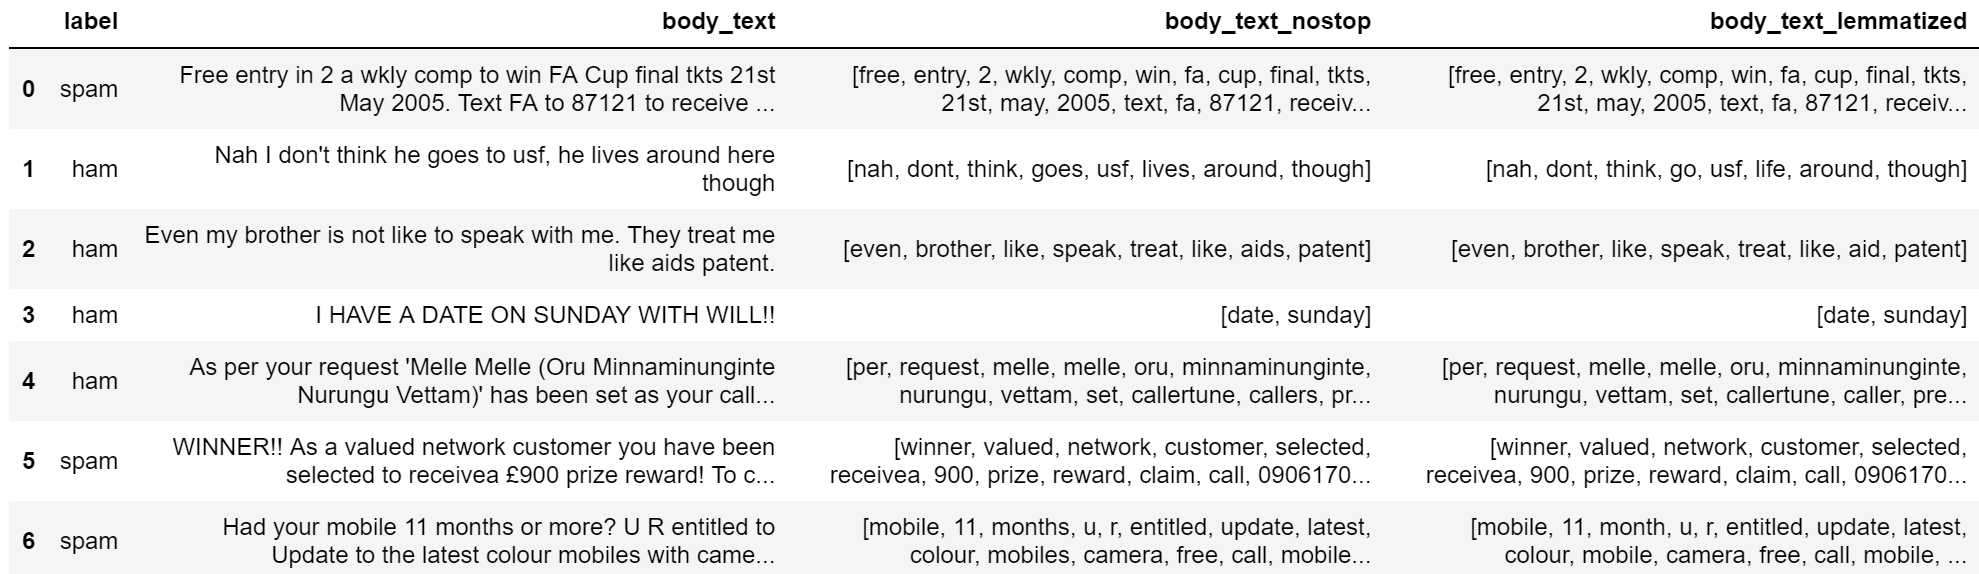 label body_text body_text_nostop body_text_lemmatized
0 spam Free entry in 2 a wkly comp to win FA Cup final tkts 21st May 2005. Text FA to 87121 to receive ... [free, entry, 2, wkly, comp, win, fa, cup, final, tkts, 21st, may, 2005, text, fa, 87121, receiv... [free, entry, 2, wkly, comp, win, fa, cup, final, tkts, 21st, may, 2005, text, fa, 87121, receiv...
1 ham Nah I don't think he goes to usf, he lives around here though [nah, dont, think, goes, usf, lives, around, though] [nah, dont, think, go, usf, life, around, though]
2 ham Even my brother is not like to speak with me. They treat me like aids patent. [even, brother, like, speak, treat, like, aids, patent] [even, brother, like, speak, treat, like, aid, patent]
3 ham I HAVE A DATE ON SUNDAY WITH WILL!! [date, sunday] [date, sunday]
4 ham As per your request 'Melle Melle (Oru Minnaminunginte Nurungu Vettam)' has been set as your call... [per, request, melle, melle, oru, minnaminunginte, nurungu, vettam, set, callertune, callers, pr... [per, request, melle, melle, oru, minnaminunginte, nurungu, vettam, set, callertune, caller, pre...
5 spam WINNER!! As a valued network customer you have been selected to receivea £900 prize reward! To c... [winner, valued, network, customer, selected, receivea, 900, prize, reward, claim, call, 0906170... [winner, valued, network, customer, selected, receivea, 900, prize, reward, claim, call, 0906170...
6 spam Had your mobile 11 months or more? U R entitled to Update to the latest colour mobiles with came... [mobile, 11, months, u, r, entitled, update, latest, colour, mobiles, camera, free, call, mobile... [mobile, 11, month, u, r, entitled, update, latest, colour, mobile, camera, free, call, mobile, ...